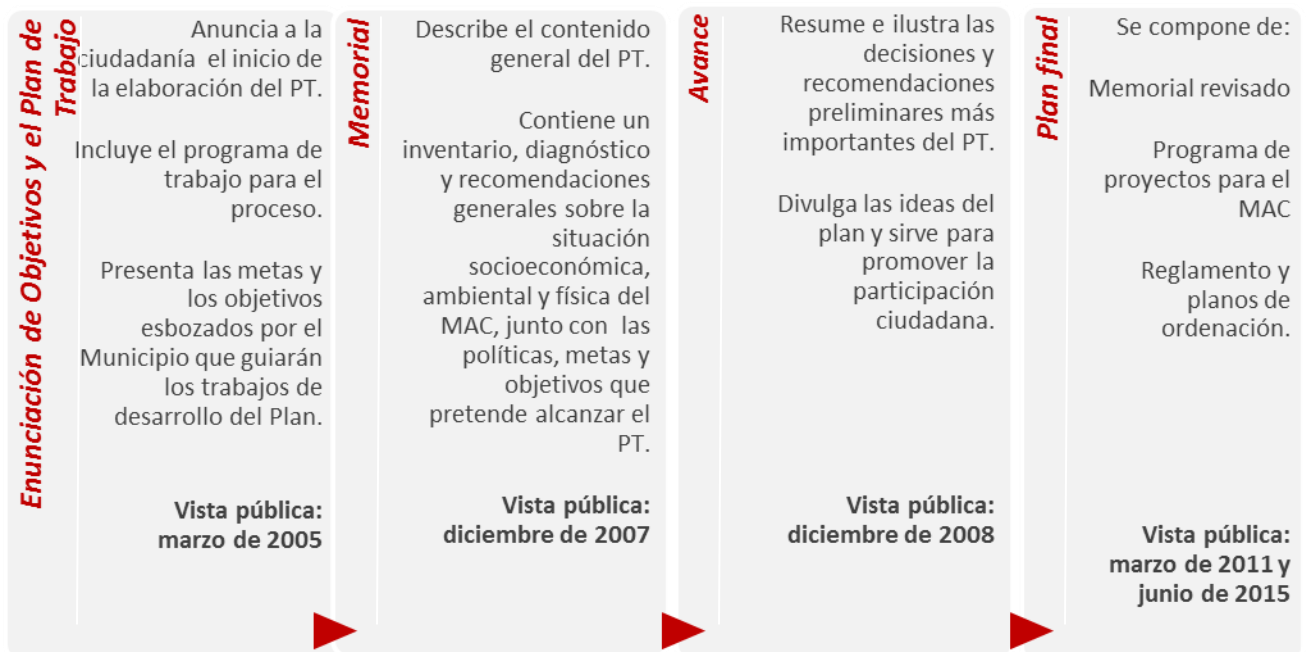 Enunciación de Objetivos y el Plan de
Trabajo
Anuncia a la
ciudadanía el inicio de
la elaboración del PT.
Incluye el programa de
trabajo para el
proceso.
Presenta las metas y
los objetivos
esbozados por el
Municipio que guiarán
los trabajos de
desarrollo del Plan.
Vista pública:
marzo de 2005
Memorial
Describe el contenido
general del PT.
Contiene un
inventario, diagnóstico
y recomendaciones
generales sobre la
situación
socioeconómica,
ambiental y física del
MAC, junto con las
políticas, metas y
objetivos que
pretende alcanzar el
PT.
Vista pública:
diciembre de 2007
Avance
Resume e ilustra las
decisiones y
recomendaciones
preliminares más
importantes del PT.
Divulga las ideas del
plan y sirve para
promover la
participación
ciudadana.
Vista pública:
diciembre de 2008
Plan final
Se compone de:
Memorial revisado
Programa de
proyectos para el
MAC
Reglamento y
planos de
ordenación.
Vista pública:
marzo de 2011 y
junio de 2015